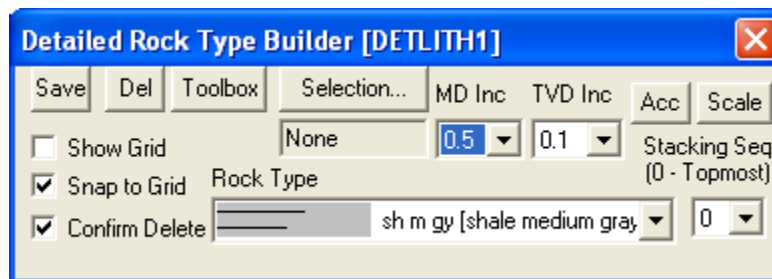 Detailed Rock Type Builder [DETLITH1]
Save Del Toolbox Selection... MD Inc TVD Inc Acc Scale
None 0.5 0.1
Show Grid
Stacking Seq
(0 - Topmost)
Snap to Grid Rock Type
Confirm Delete sh m gy [shale medium gray 0